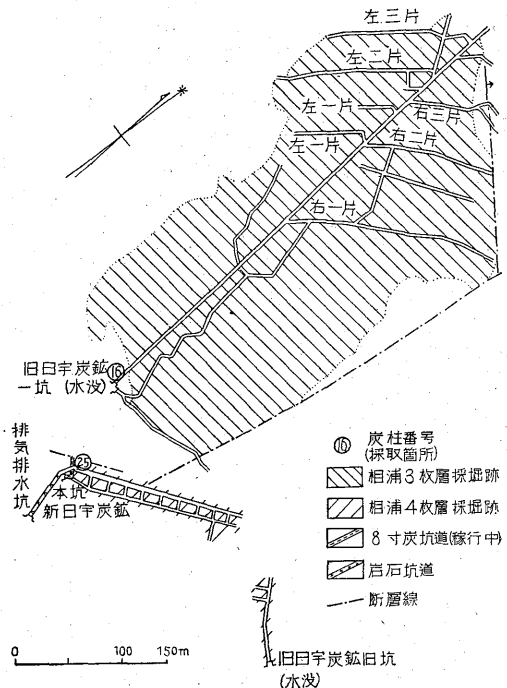 左三片
左二片
左一片
右三片
左一片
右二片
右一片
⑯
旧日宇炭鉱
一坑(水没)
排気排水坑
㉕
本坑
新日宇炭鉱
⑯ 炭柱番号
(採取箇所)
相浦3枚層採掘跡
相浦4枚層採掘跡
8寸炭坑道(稼行中)
岩石坑道
断層線
0 100 150m
旧日宇炭鉱旧坑
(水没)